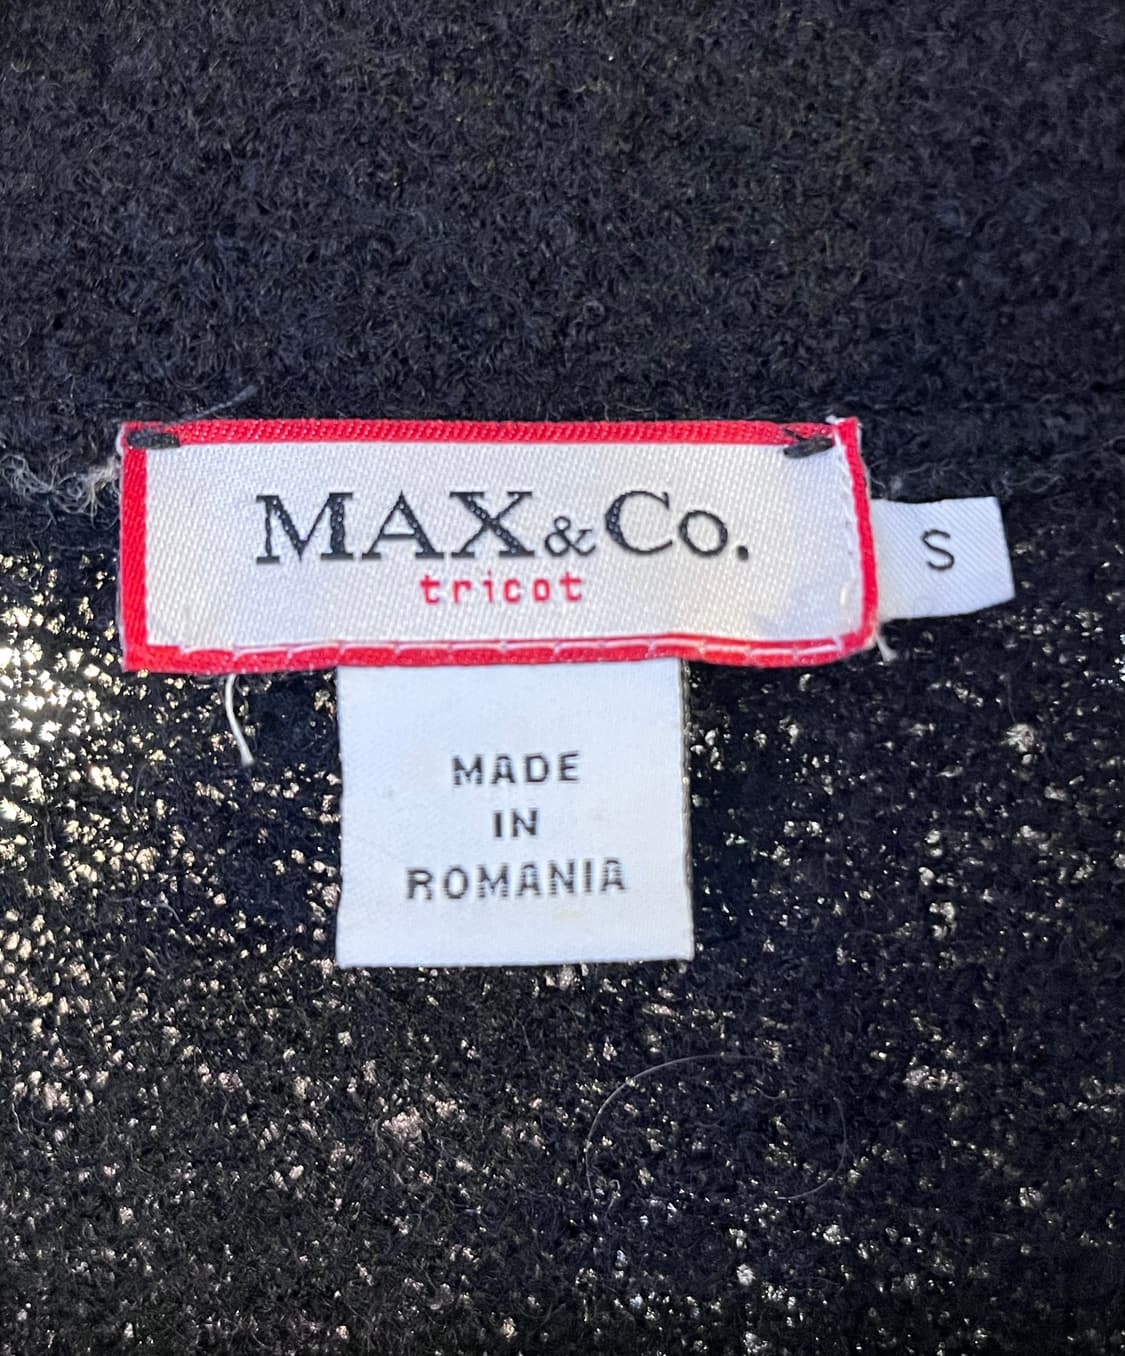 MAX&Co.
tricot
S
MADE
IN
ROMANIA